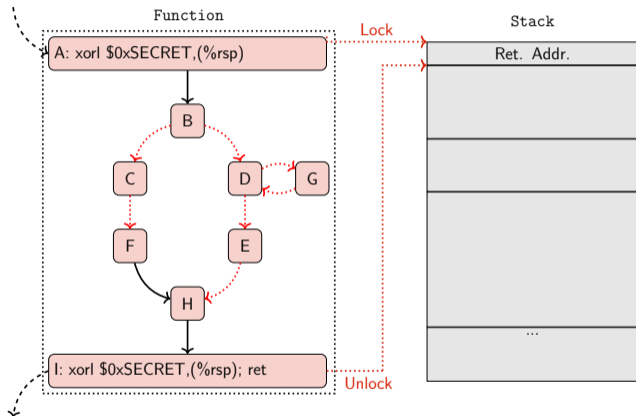 Function
Stack
Lock
A: xorl $0xSECRET,(%rsp)
Ret. Addr.
B
C
D
G
F
E
H
...
I: xorl $0xSECRET,(%rsp); ret
Unlock